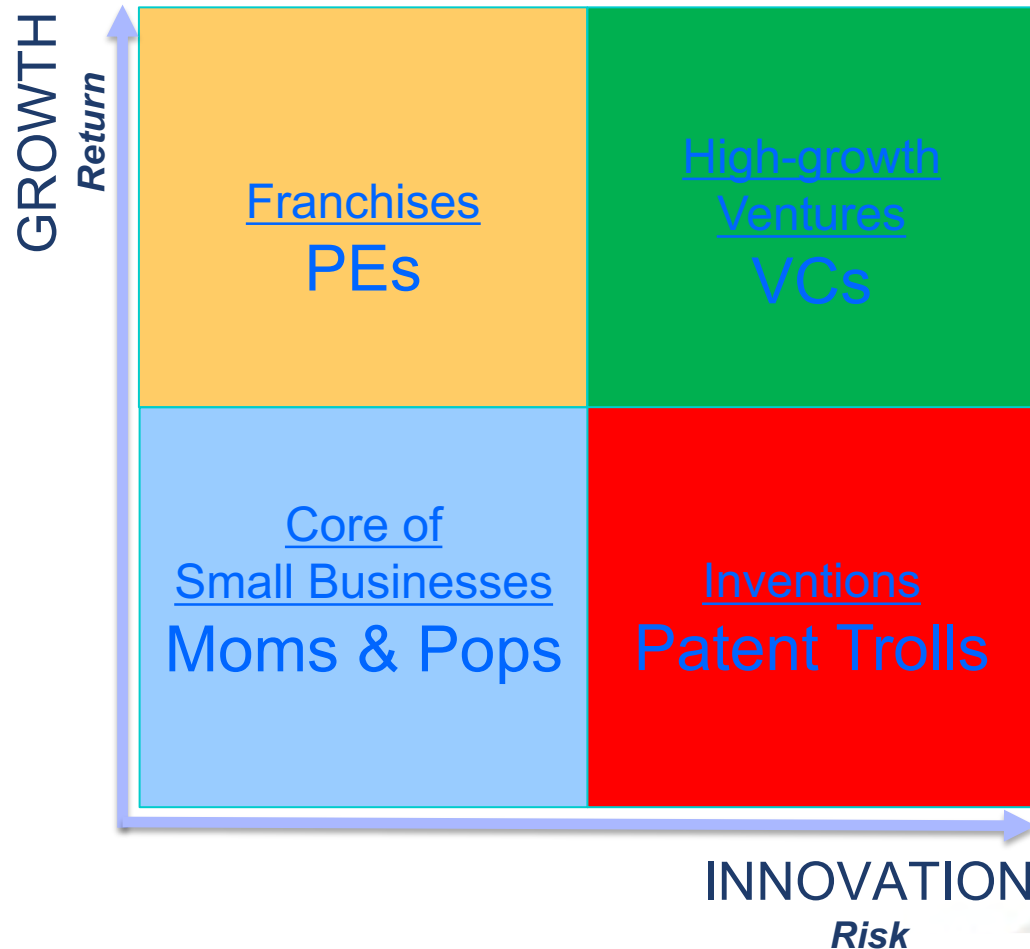 GROWTH
Return
Franchises
PEs
High-growth
Ventures
VCs
Core of
Small Businesses
Moms & Pops
Inventions
Patent Trolls
INNOVATION
Risk